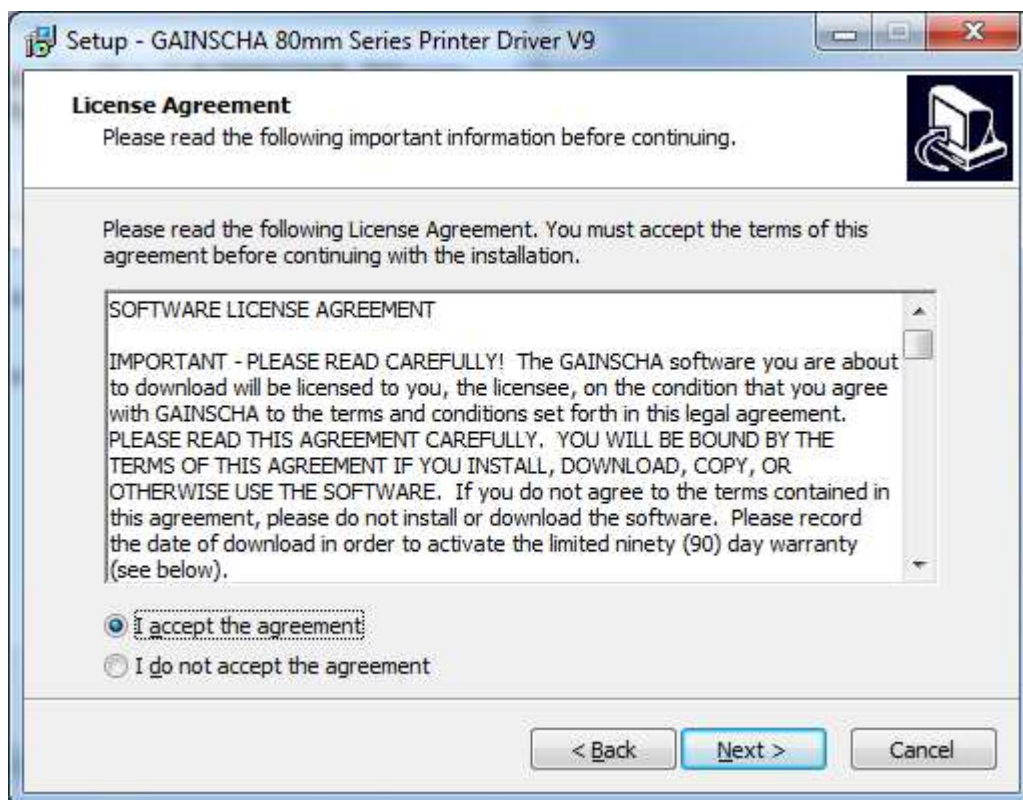 Setup - GAINSCHA 80mm Series Printer Driver V9
License Agreement
Please read the following important information before continuing.
Please read the following License Agreement. You must accept the terms of this
agreement before continuing with the installation.
SOFTWARE LICENSE AGREEMENT
IMPORTANT - PLEASE READ CAREFULLY!  The GAINSCHA software you are about
to download will be licensed to you, the licensee, on the condition that you agree
with GAINSCHA to the terms and conditions set forth in this legal agreement.
PLEASE READ THIS AGREEMENT CAREFULLY.  YOU WILL BE BOUND BY THE
TERMS OF THIS AGREEMENT IF YOU INSTALL, DOWNLOAD, COPY, OR
OTHERWISE USE THE SOFTWARE.  If you do not agree to the terms contained in
this agreement, please do not install or download the software.  Please record
the date of download in order to activate the limited ninety (90) day warranty
(see below).
I accept the agreement
I do not accept the agreement
< Back Next > Cancel